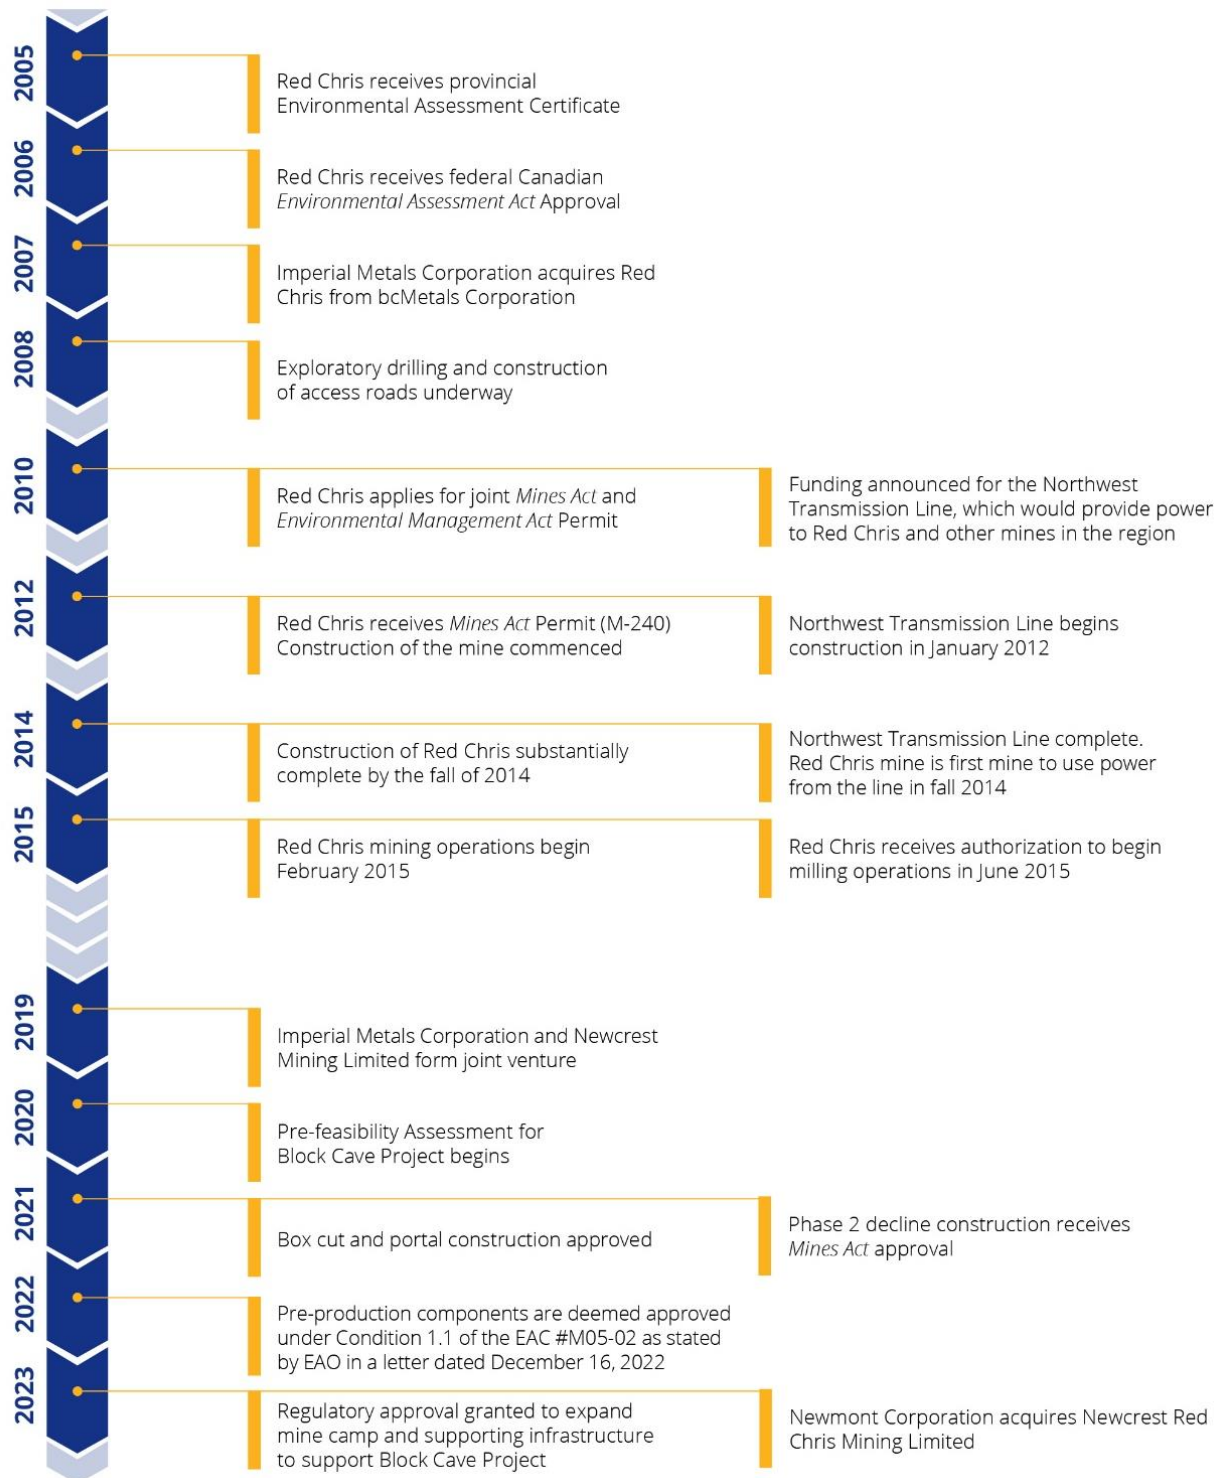 2005
Red Chris receives provincial
Environmental Assessment Certificate
2006
Red Chris receives federal Canadian
Environmental Assessment Act Approval
2007
Imperial Metals Corporation acquires Red
Chris from bcMetals Corporation
2008
Exploratory drilling and construction
of access roads underway
2010
Red Chris applies for joint Mines Act and
Environmental Management Act Permit
Funding announced for the Northwest
Transmission Line, which would provide power
to Red Chris and other mines in the region
2012
Red Chris receives Mines Act Permit (M-240)
Construction of the mine commenced
Northwest Transmission Line begins
construction in January 2012
2014
Construction of Red Chris substantially
complete by the fall of 2014
Northwest Transmission Line complete.
Red Chris mine is first mine to use power
from the line in fall 2014
2015
Red Chris mining operations begin
February 2015
Red Chris receives authorization to begin
milling operations in June 2015
2019
Imperial Metals Corporation and Newcrest
Mining Limited form joint venture
2020
Pre-feasibility Assessment for
Block Cave Project begins
2021
Box cut and portal construction approved
Phase 2 decline construction receives
Mines Act approval
2022
Pre-production components are deemed approved
under Condition 1.1 of the EAC #M05-02 as stated
by EAO in a letter dated December 16, 2022
2023
Regulatory approval granted to expand
mine camp and supporting infrastructure
to support Block Cave Project
Newmont Corporation acquires Newcrest Red
Chris Mining Limited